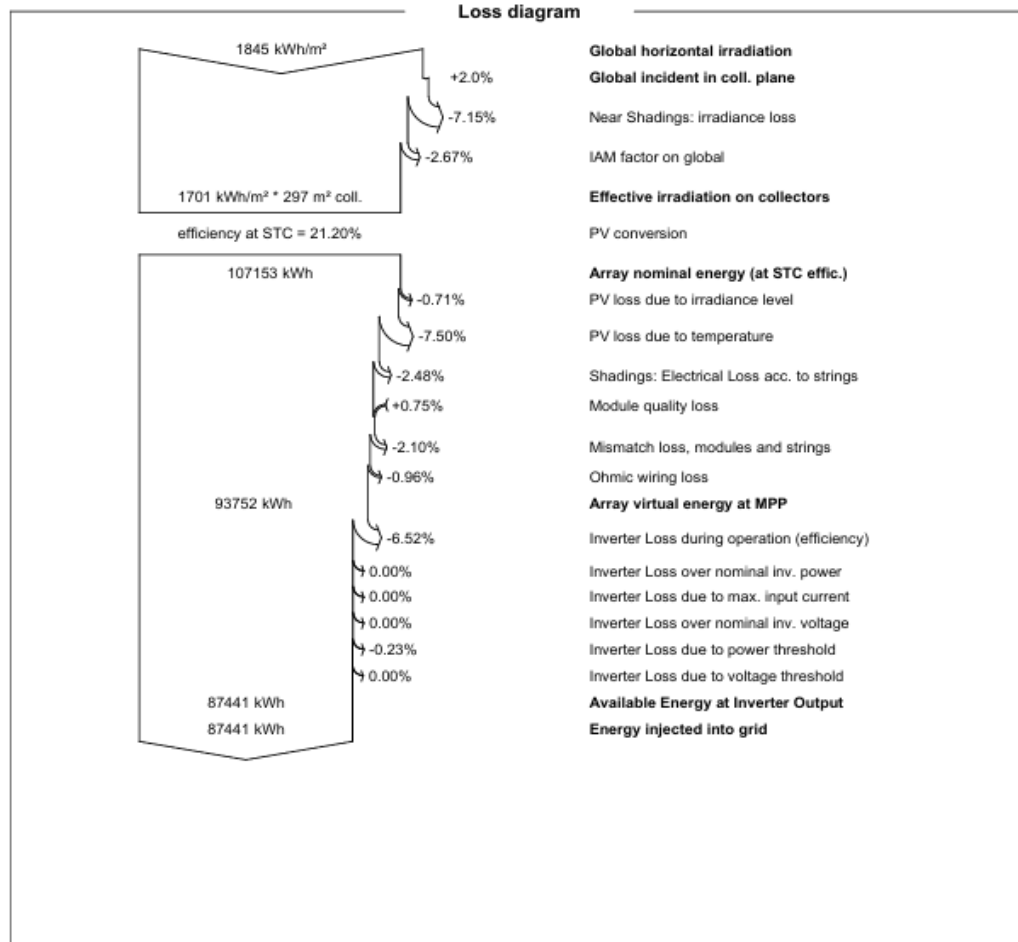 Loss diagram
1845 kWh/m² Global horizontal irradiation
+2.0% Global incident in coll. plane
-7.15% Near Shadings: irradiance loss
-2.67% IAM factor on global
1701 kWh/m² * 297 m² coll. Effective irradiation on collectors
efficiency at STC = 21.20% PV conversion
107153 kWh Array nominal energy (at STC effic.)
-0.71% PV loss due to irradiance level
-7.50% PV loss due to temperature
-2.48% Shadings: Electrical Loss acc. to strings
+0.75% Module quality loss
-2.10% Mismatch loss, modules and strings
-0.96% Ohmic wiring loss
93752 kWh Array virtual energy at MPP
-6.52% Inverter Loss during operation (efficiency)
0.00% Inverter Loss over nominal inv. power
0.00% Inverter Loss due to max. input current
0.00% Inverter Loss over nominal inv. voltage
-0.23% Inverter Loss due to power threshold
0.00% Inverter Loss due to voltage threshold
87441 kWh Available Energy at Inverter Output
87441 kWh Energy injected into grid